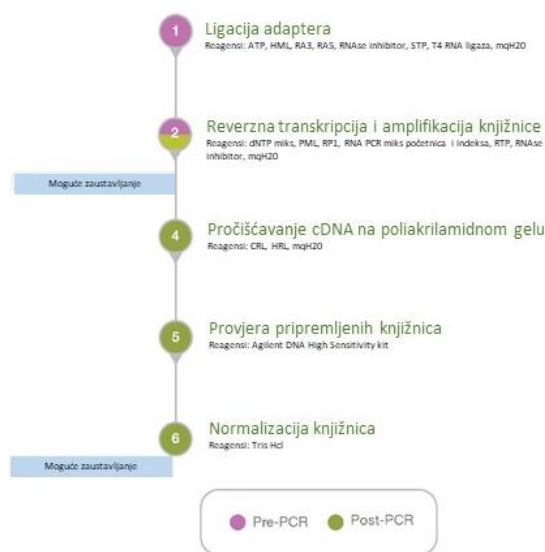 1
Ligacija adaptera
Reagensi: ATP, HML, RA3, RA5, RNAse inhibitor, STP, T4 RNA ligaza, mqH20
2
Reverzna transkripcija i amplifikacija knjižnice
Reagensi: dNTP miks, PML, RP1, RNA PCR miks početnica i indeksa, RTP, RNAse
inhibitor, mqH20
Moguće zaustavljanje
4
Pročišćavanje cDNA na poliakrilamidnom gelu
Reagensi: CRL, HRL, mqH20
5
Provjera pripremljenih knjižnica
Reagensi: Agilent DNA High Sensitivity kit
6
Normalizacija knjižnica
Reagensi: Tris Hcl
Moguće zaustavljanje
Pre-PCR
Post-PCR